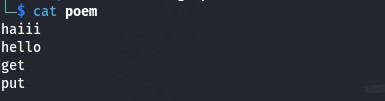 └─$ cat poem
haiii
hello
get
put